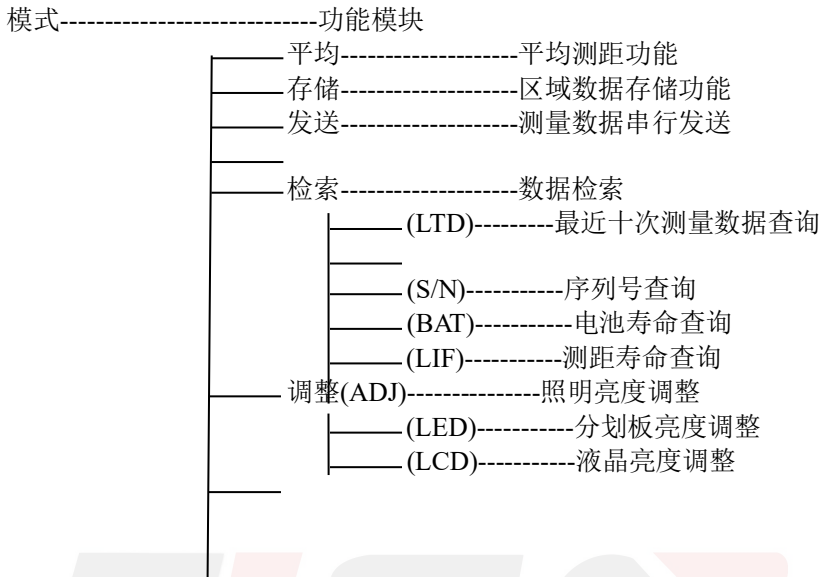 模式-----------------------------功能模块
平均--------------------平均测距功能
存储--------------------区域数据存储功能
发送--------------------测量数据串行发送
检索--------------------数据检索
(LTD)---------最近十次测量数据查询
(S/N)-----------序列号查询
(BAT)-----------电池寿命查询
(LIF)----------测距寿命查询
调整(ADJ)---------------照明亮度调整
(LED)-----------分划板亮度调整
(LCD)-----------液晶亮度调整